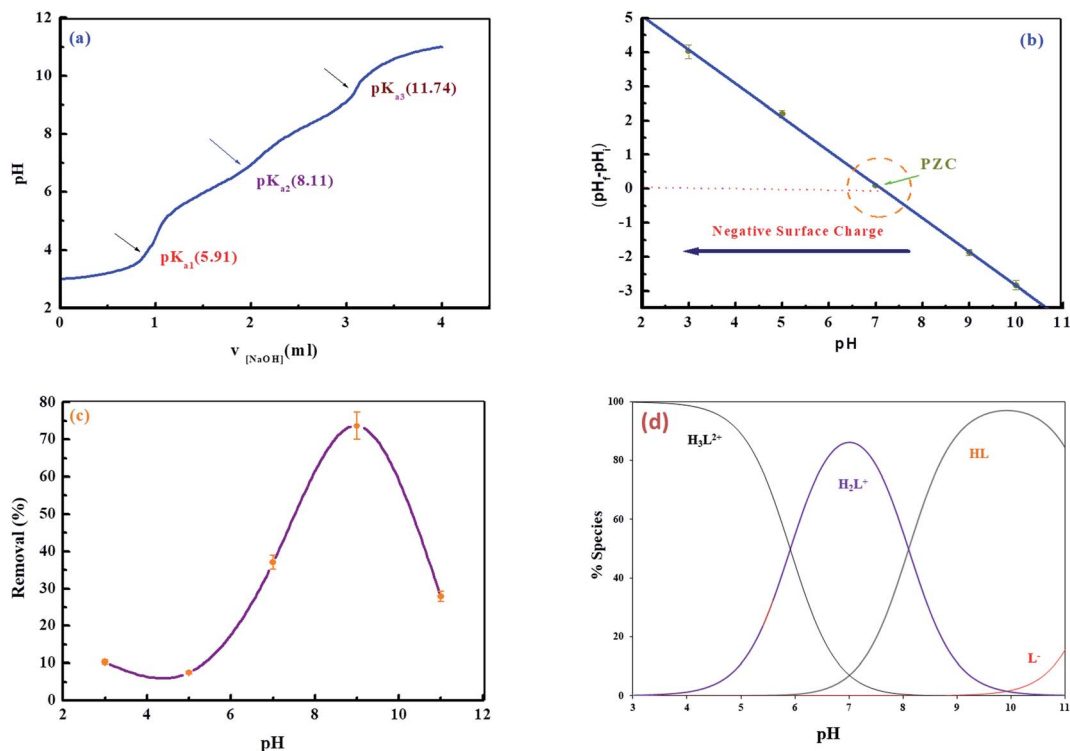 (a)
12
10
8
6
4
2
pH
pKa3(11.74)
pKa2(8.11)
pKa1(5.91)
0 1 2 3 4
v [NaOH](ml)
(b)
5
4
3
2
1
0
-1
-2
-3
(pHf-pHi)
PZC
Negative Surface Charge
2 3 4 5 6 7 8 9 10 11
pH
(c)
80
70
60
50
40
30
20
10
0
Removal (%)
2 4 6 8 10 12
pH
(d)
100
80
60
40
20
0
% Species
H3L2+
H2L+
HL
L-
3 4 5 6 7 8 9 10 11
pH